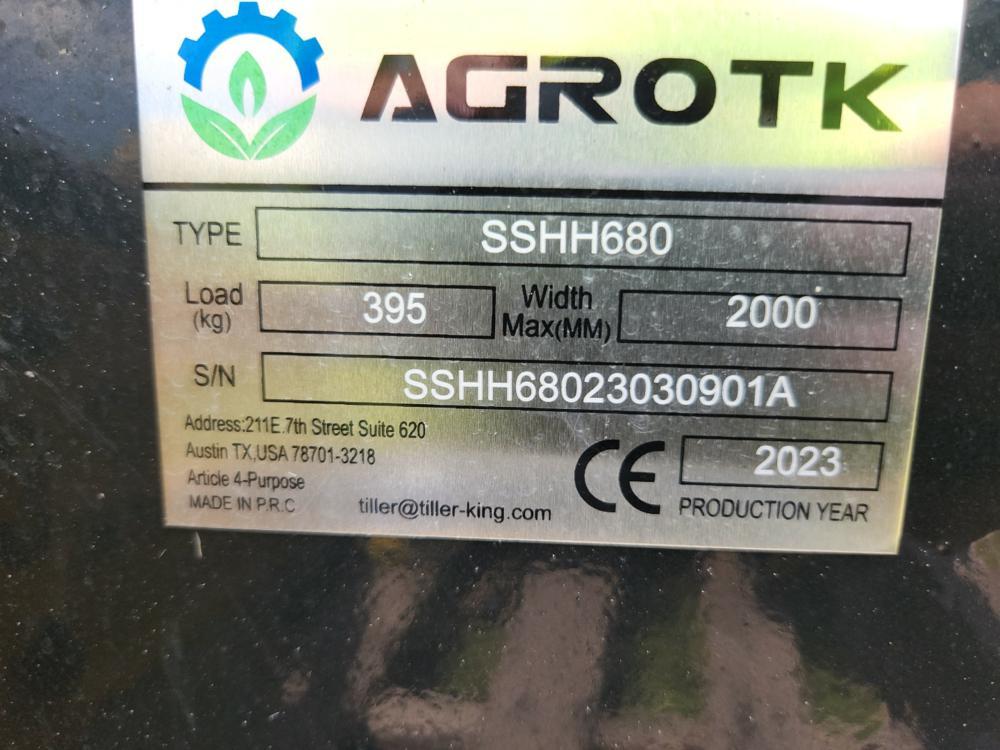 AGROTK
TYPE SSHH680
Load (kg) 395 Width Max(MM) 2000
S/N SSHH68023030901A
Address:211E.7th Street Suite 620
Austin TX,USA 78701-3218
Article 4-Purpose
MADE IN P.R.C tiller@tiller-king.com
CE 2023
PRODUCTION YEAR